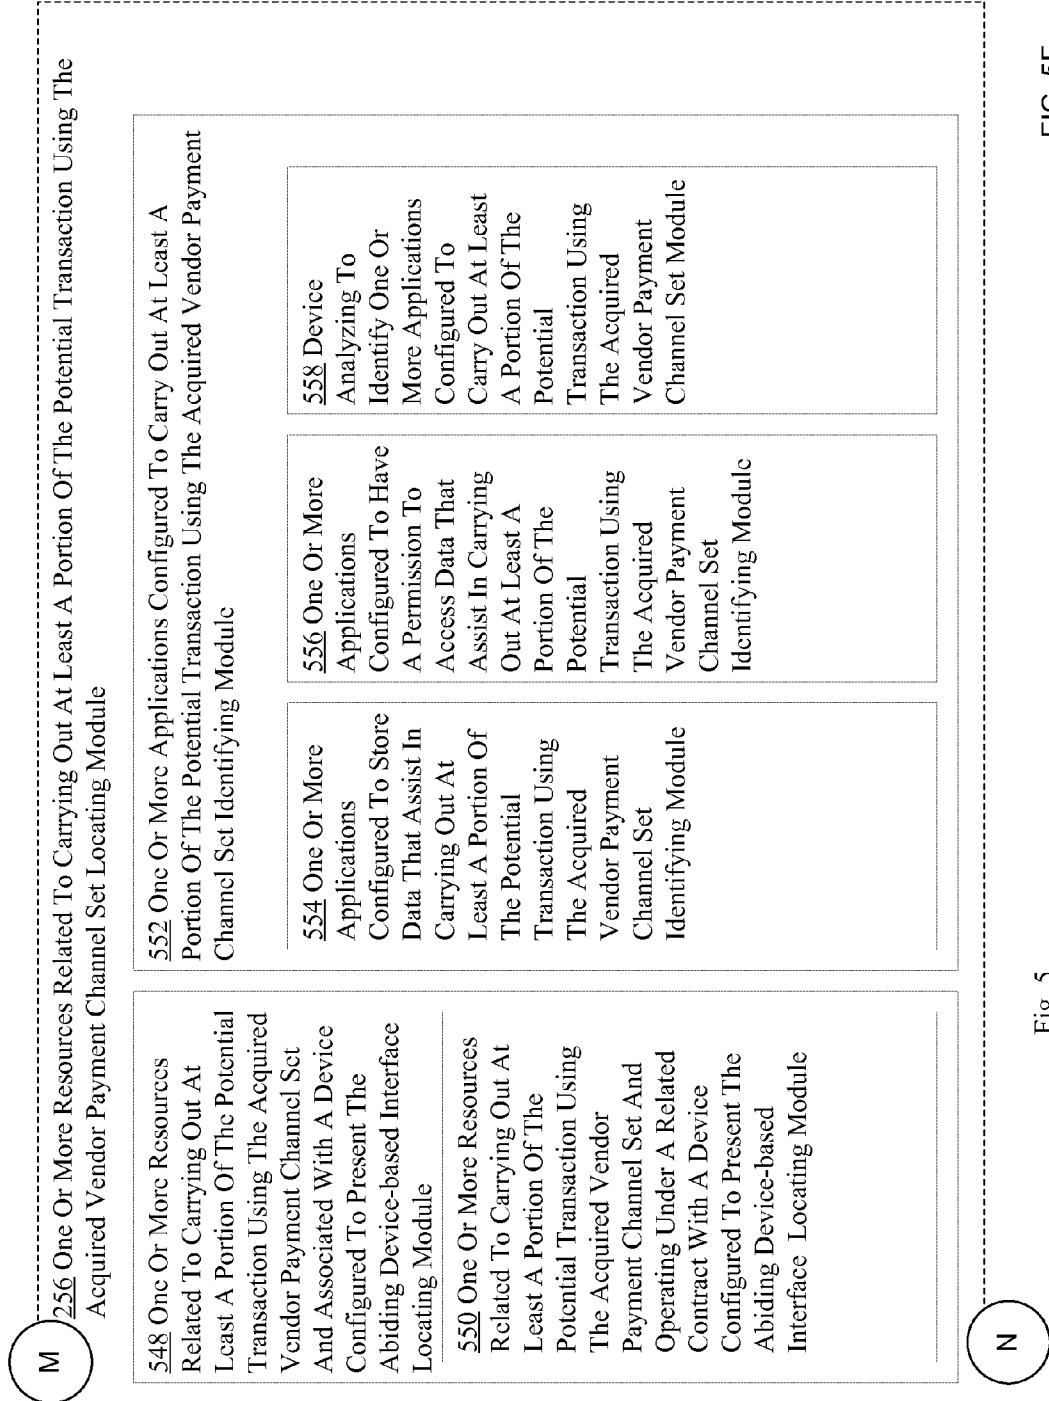 M
256 One Or More Resources Related To Carrying Out At Least A Portion Of The Potential Transaction Using The
Acquired Vendor Payment Channel Set Locating Module
548 One Or More Resources
Related To Carrying Out At
Least A Portion Of The Potential
Transaction Using The Acquired
Vendor Payment Channel Set
And Associated With A Device
Configured To Present The
Abiding Device-based Interface
Locating Module
550 One Or More Resources
Related To Carrying Out At
Least A Portion Of The
Potential Transaction Using
The Acquired Vendor
Payment Channel Set And
Operating Under A Related
Contract With A Device
Configured To Present The
Abiding Device-based
Interface Locating Module
552 One Or More Applications Configured To Carry Out At Least A
Portion Of The Potential Transaction Using The Acquired Vendor Payment
Channel Set Identifying Module
554 One Or More
Applications
Configured To Store
Data That Assist In
Carrying Out At
Least A Portion Of
The Potential
Transaction Using
The Acquired
Vendor Payment
Channel Set
Identifying Module
556 One Or More
Applications
Configured To Have
A Permission To
Access Data That
Assist In Carrying
Out At Least A
Portion Of The
Potential
Transaction Using
The Acquired
Vendor Payment
Channel Set
Identifying Module
558 Device
Analyzing To
Identify One Or
More Applications
Configured To
Carry Out At Least
A Portion Of The
Potential
Transaction Using
The Acquired
Vendor Payment
Channel Set Module
N
Fig. 5
FIG.